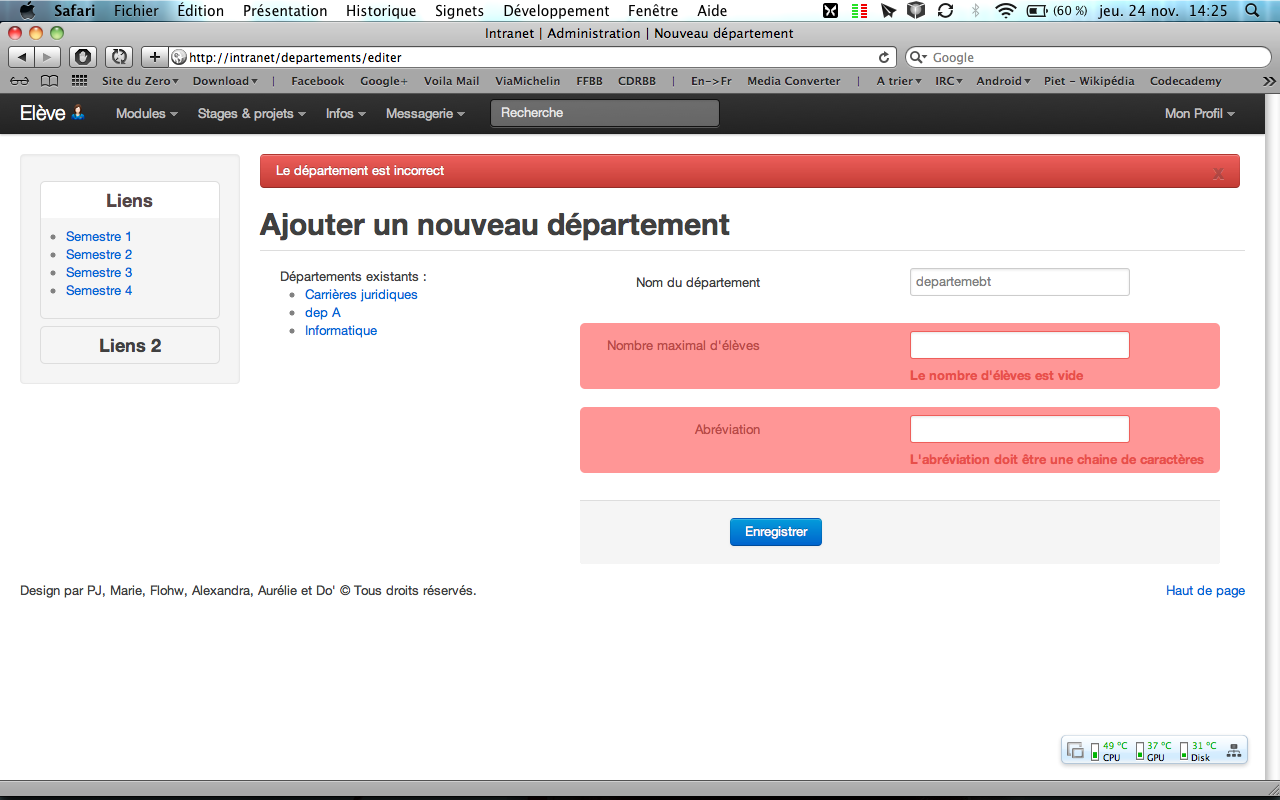 Safari Fichier Édition Présentation Historique Signets Développement Fenêtre Aide (60 %) jeu. 24 nov. 14:25
Intranet | Administration | Nouveau département
http://intranet/departements/editer Google
Site du Zero Download | Facebook Google+ Voila Mail ViaMichelin FFBB CDRBB | En->Fr Media Converter | A trier IRC Android Piet – Wikipédia Codecademy
Elève Modules Stages & projets Infos Messagerie Recherche Mon Profil
Le département est incorrect x
Liens
Semestre 1
Semestre 2
Semestre 3
Semestre 4
Liens 2
Ajouter un nouveau département
Départements existants :
Carrières juridiques
dep A
Informatique
Nom du département departemebt
Nombre maximal d'élèves
Le nombre d'élèves est vide
Abréviation
L'abréviation doit être une chaine de caractères
Enregistrer
Design par PJ, Marie, Flohw, Alexandra, Aurélie et Do' © Tous droits réservés. Haut de page
49 °C 37 °C 31 °C
CPU GPU Disk